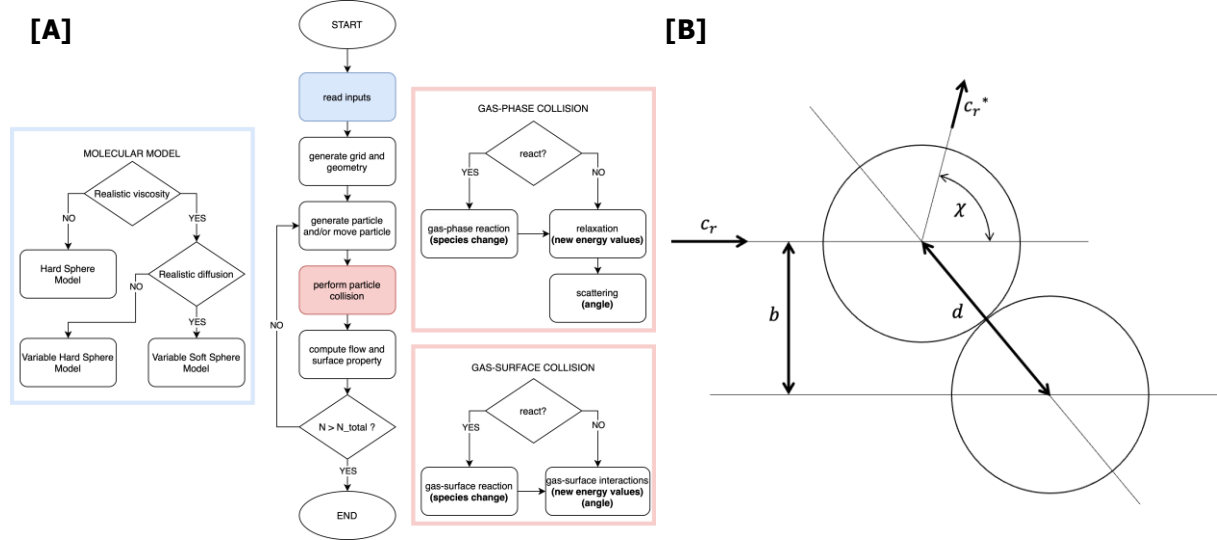 [A]
START
read inputs
generate grid and
geometry
generate particle
and/or move particle
perform particle
collision
NO
compute flow and
surface property
N > N_total ?
YES
END
MOLECULAR MODEL
Realistic viscosity
NO
YES
Hard Sphere
Model
Realistic diffusion
NO
YES
Variable Hard Sphere
Model
Variable Soft Sphere
Model
GAS-PHASE COLLISION
react?
YES
NO
gas-phase reaction
(species change)
relaxation
(new energy values)
scattering
(angle)
GAS-SURFACE COLLISION
react?
YES
NO
gas-surface reaction
(species change)
gas-surface interactions
(new energy values)
(angle)
[B]
c_r*
χ
c_r
b
d